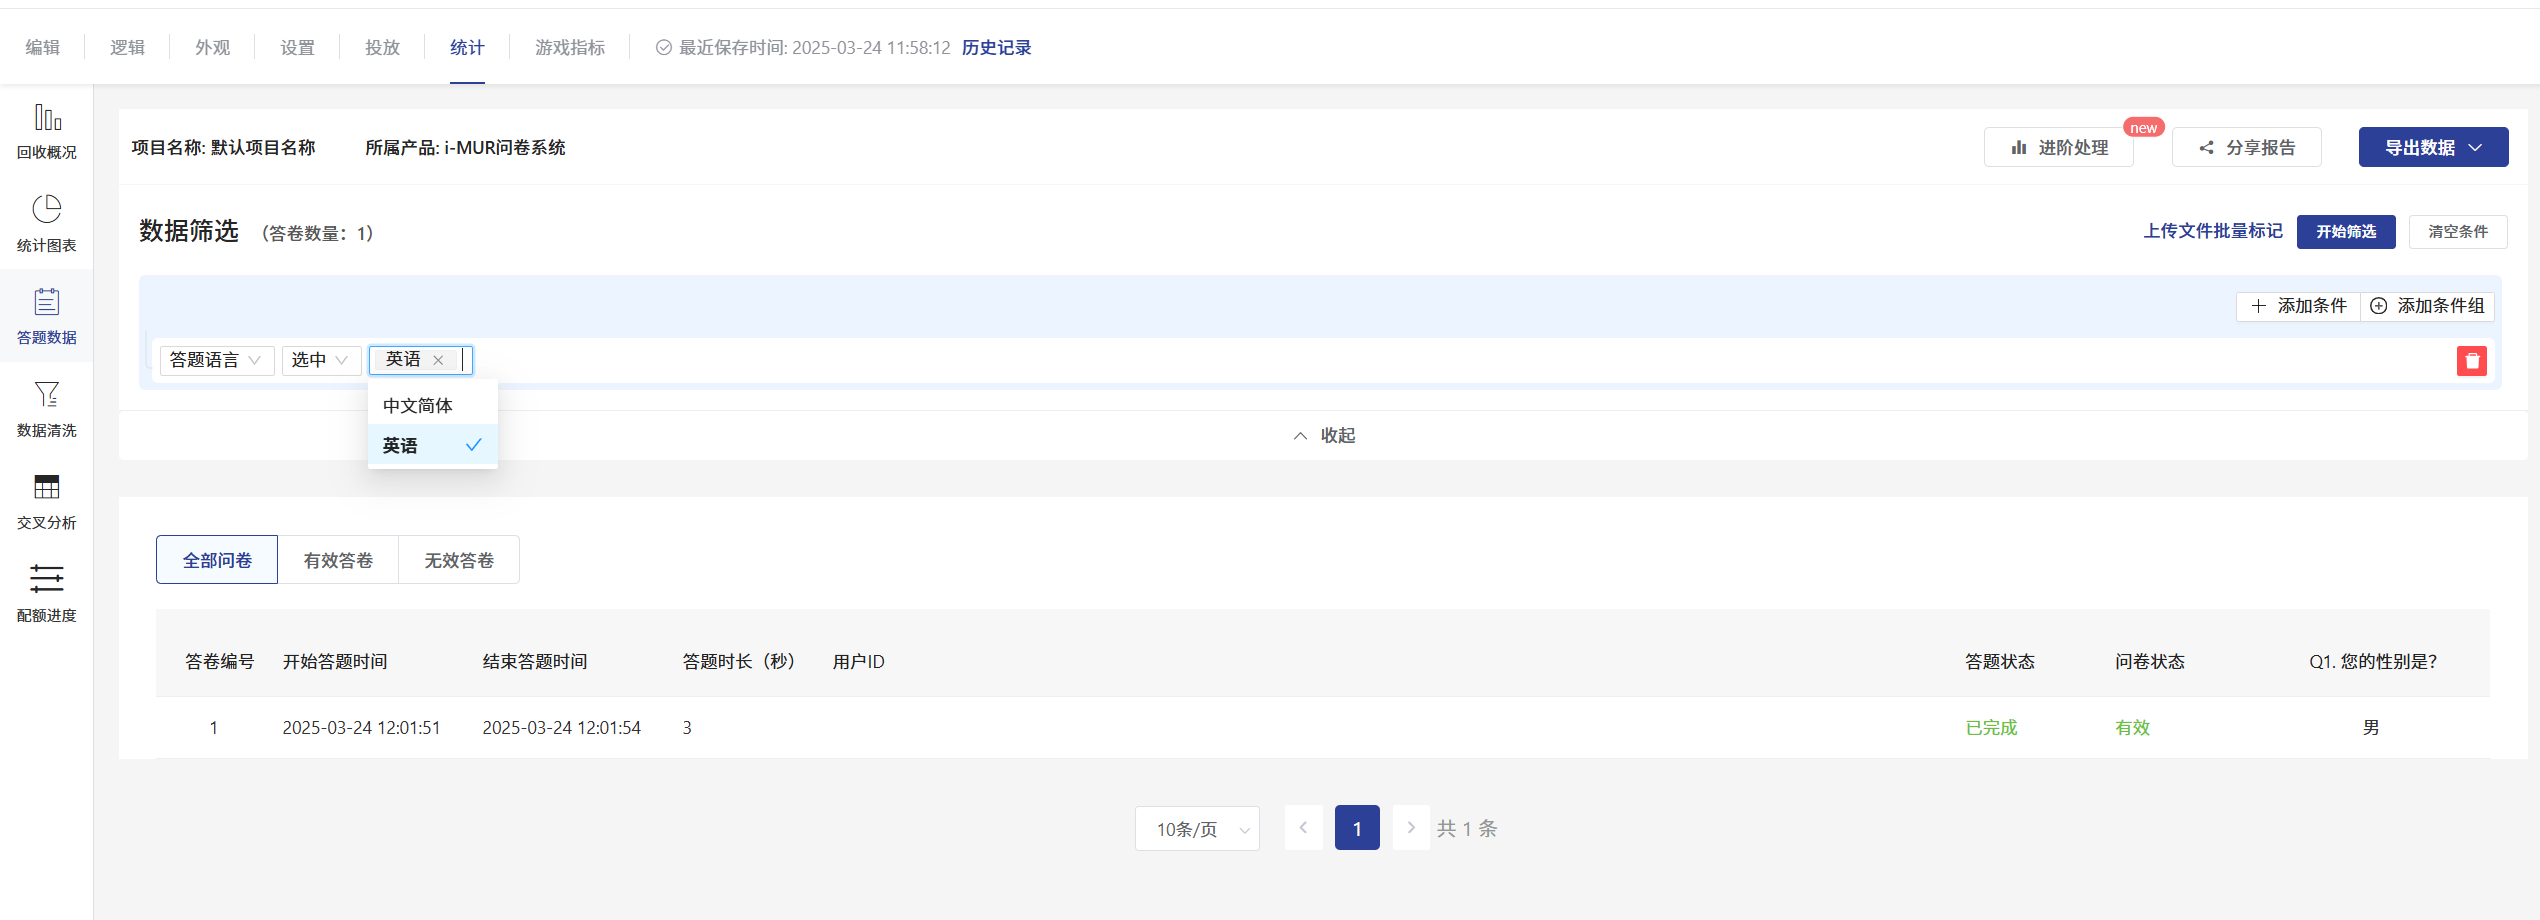 编辑 逻辑 外观 设置 投放 统计 游戏指标 最近保存时间: 2025-03-24 11:58:12 历史记录
回收概况
统计图表
答题数据
数据清洗
交叉分析
配额进度
项目名称: 默认项目名称 所属产品: i-MUR问卷系统 进阶处理 new 分享报告 导出数据
数据筛选 （答卷数量：1） 上传文件批量标记 开始筛选 清空条件
添加条件 添加条件组
答题语言 选中 英语
中文简体
英语
收起
全部问卷 有效答卷 无效答卷
答卷编号 开始答题时间 结束答题时间 答题时长（秒） 用户ID 答题状态 问卷状态 Q1. 您的性别是？
1 2025-03-24 12:01:51 2025-03-24 12:01:54 3 已完成 有效 男
10条/页 1 共 1 条